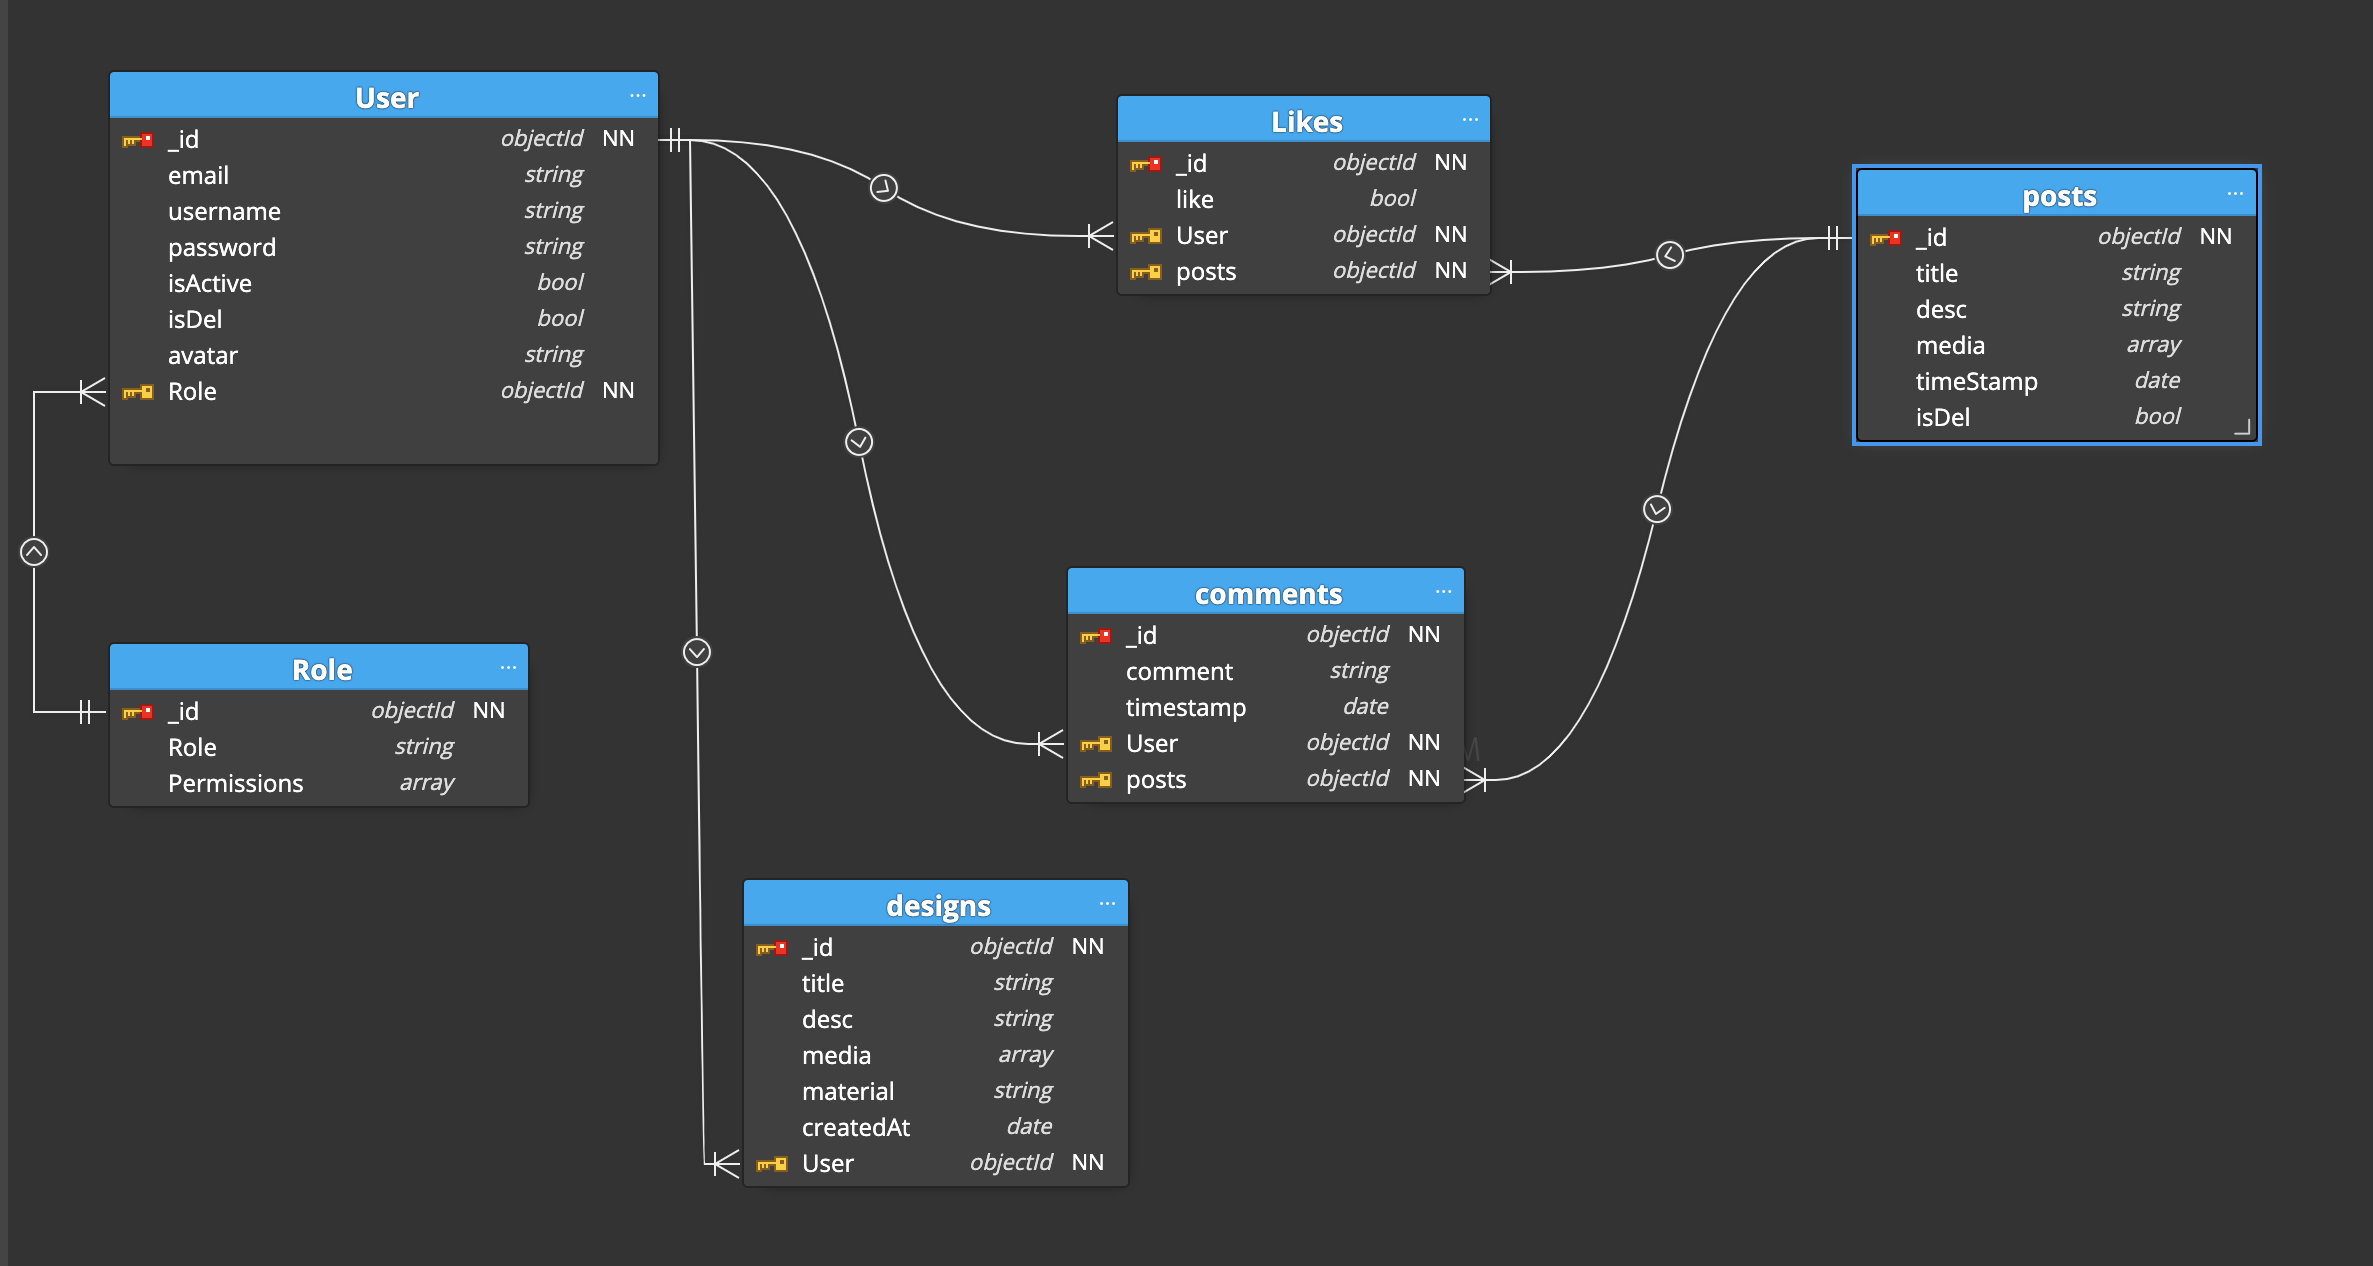 User ...
_id objectId NN
email string
username string
password string
isActive bool
isDel bool
avatar string
Role objectId NN
Likes ...
_id objectId NN
like bool
User objectId NN
posts objectId NN
posts ...
_id objectId NN
title string
desc string
media array
timeStamp date
isDel bool
Role ...
_id objectId NN
Role string
Permissions array
comments ...
_id objectId NN
comment string
timestamp date
User objectId NN
posts objectId NN
designs ...
_id objectId NN
title string
desc string
media array
material string
createdAt date
User objectId NN